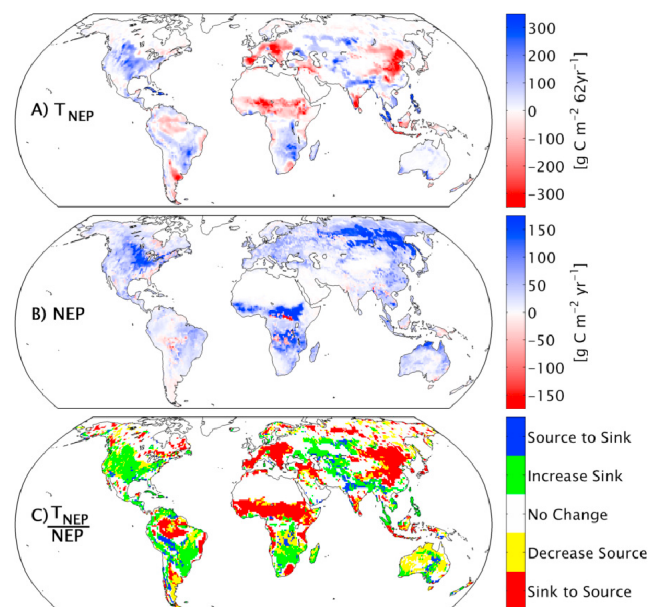 A) T_NEP
300
200
100
0
−100
−200
−300
[g C m⁻² 62yr⁻¹]
B) NEP
150
100
50
0
−50
−100
−150
[g C m⁻² yr⁻¹]
C) T_NEP
NEP
Source to Sink
Increase Sink
No Change
Decrease Source
Sink to Source